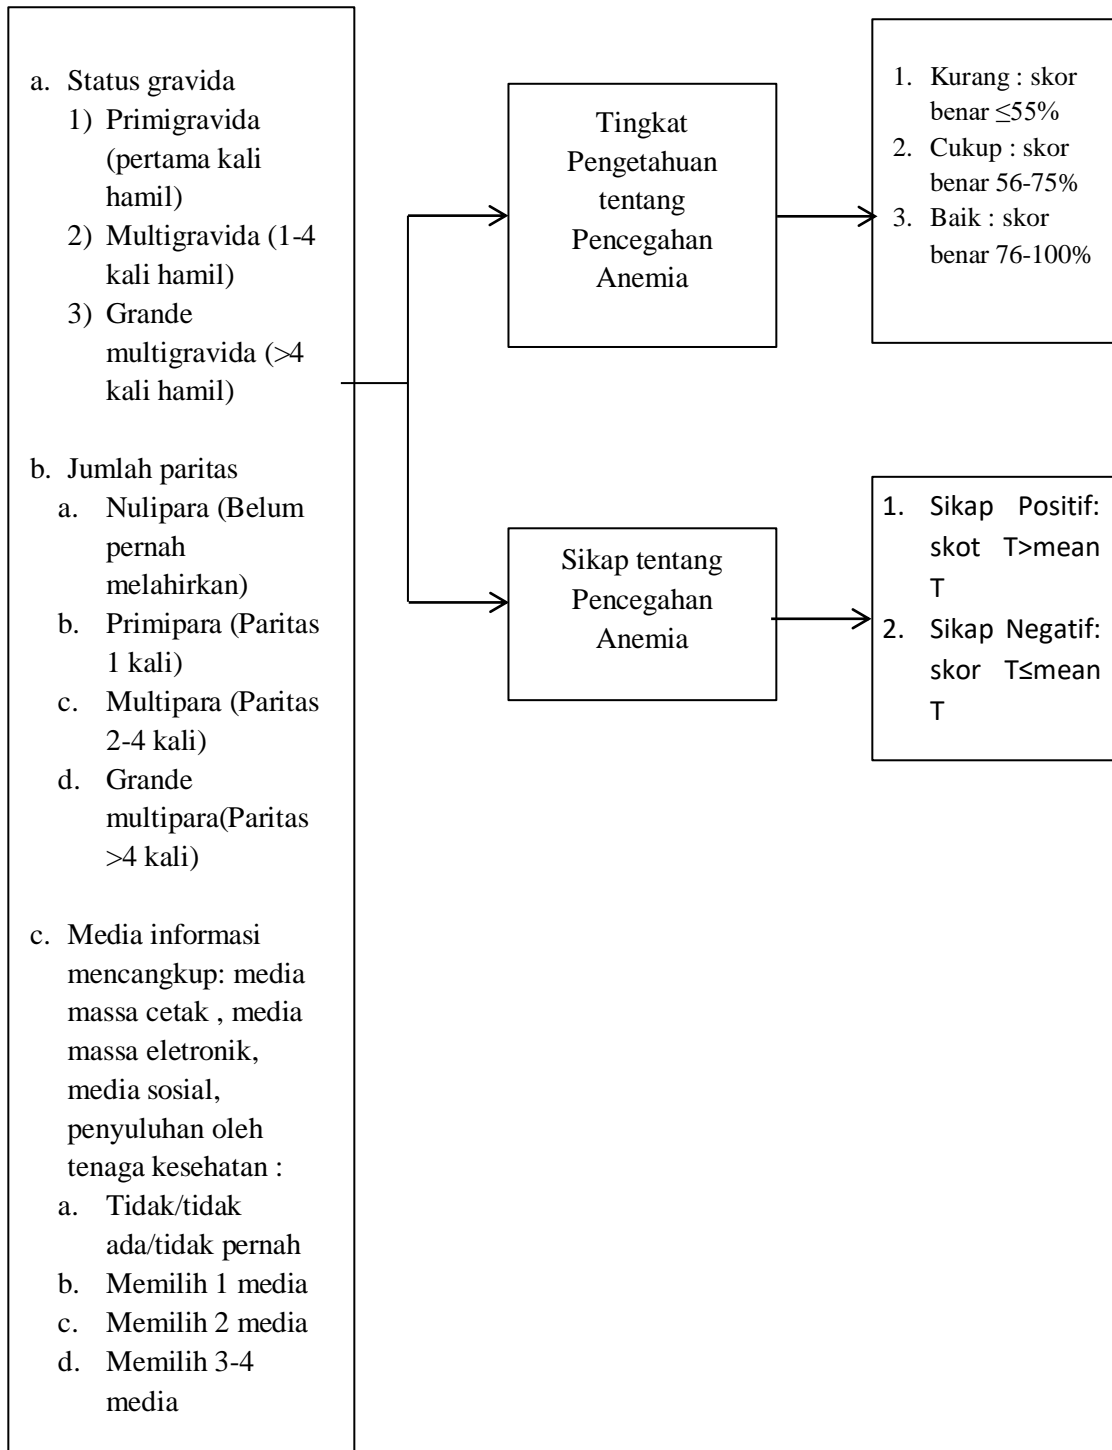 a. Status gravida
1) Primigravida
(pertama kali
hamil)
2) Multigravida (1-4
kali hamil)
3) Grande
multigravida (>4
kali hamil)
b. Jumlah paritas
a. Nulipara (Belum
pernah
melahirkan)
b. Primipara (Paritas
1 kali)
c. Multipara (Paritas
2-4 kali)
d. Grande
multipara(Paritas
>4 kali)
c. Media informasi
mencangkup: media
massa cetak , media
massa eletronik,
media sosial,
penyuluhan oleh
tenaga kesehatan :
a. Tidak/tidak
ada/tidak pernah
b. Memilih 1 media
c. Memilih 2 media
d. Memilih 3-4
media
Tingkat
Pengetahuan
tentang
Pencegahan
Anemia
1. Kurang : skor
benar ≤55%
2. Cukup : skor
benar 56-75%
3. Baik : skor
benar 76-100%
Sikap tentang
Pencegahan
Anemia
1. Sikap Positif:
skot T>mean
T
2. Sikap Negatif:
skor T≤mean
T